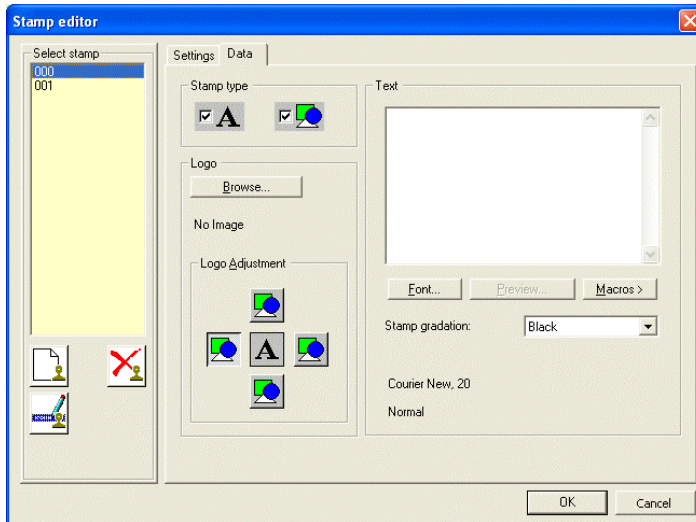 Stamp editor
Select stamp
000
001
Settings
Data
Stamp type
A
Logo
Browse...
No Image
Logo Adjustment
A
Text
Font...
Preview...
Macros >
Stamp gradation:
Black
Courier New, 20
Normal
OK
Cancel